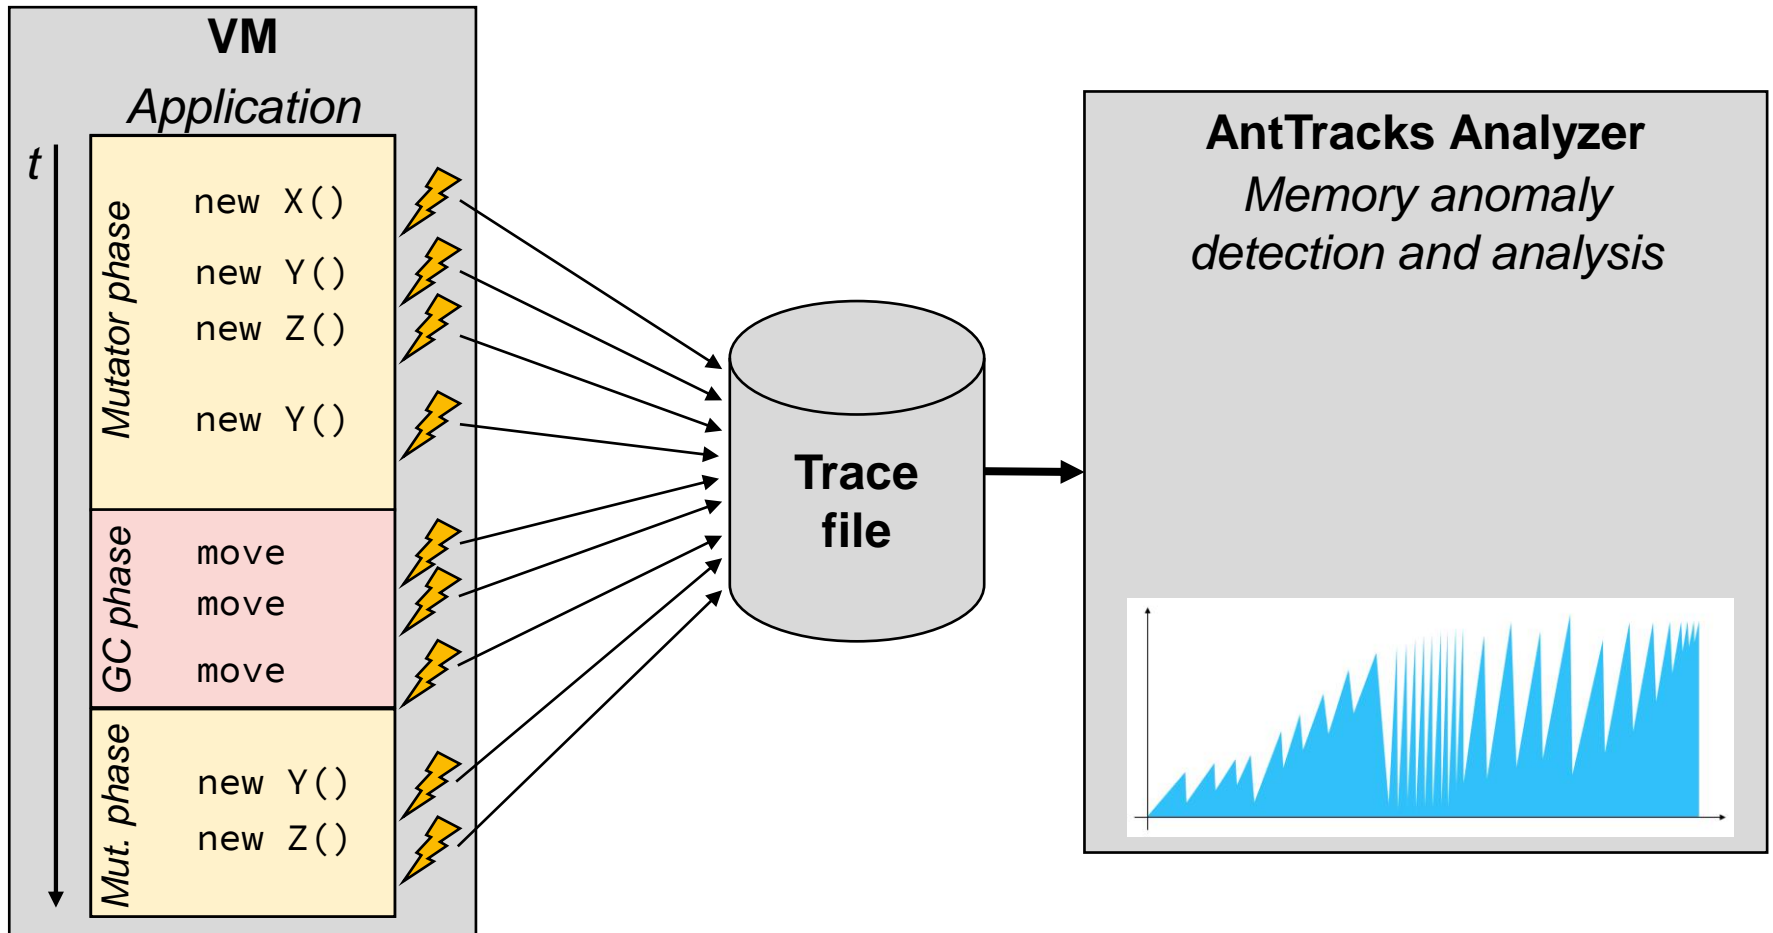 VM
Application
t
Mutator phase
new X()
new Y()
new Z()
new Y()
GC phase
move
move
move
Mut. phase
new Y()
new Z()
Trace
file
AntTracks Analyzer
Memory anomaly
detection and analysis